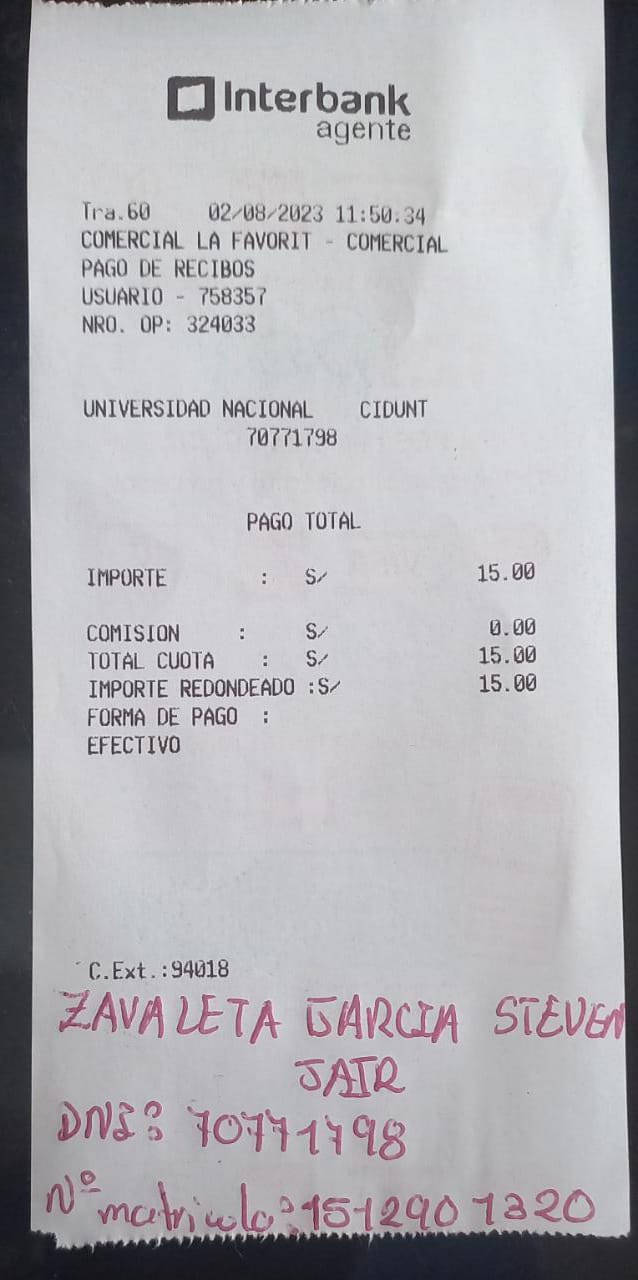 Interbank
agente
Tra.60 02/08/2023 11:50:34
COMERCIAL LA FAVORIT - COMERCIAL
PAGO DE RECIBOS
USUARIO - 758357
NRO. OP: 324033
UNIVERSIDAD NACIONAL CIDUNT
70771798
PAGO TOTAL
IMPORTE : S/ 15.00
COMISION : S/ 0.00
TOTAL CUOTA : S/ 15.00
IMPORTE REDONDEADO :S/ 15.00
FORMA DE PAGO :
EFECTIVO
C.Ext.:94018
ZAVALETA GARCIA STEVEN
JAIR
DNI: 70771798
Nº matricula: 1512901320